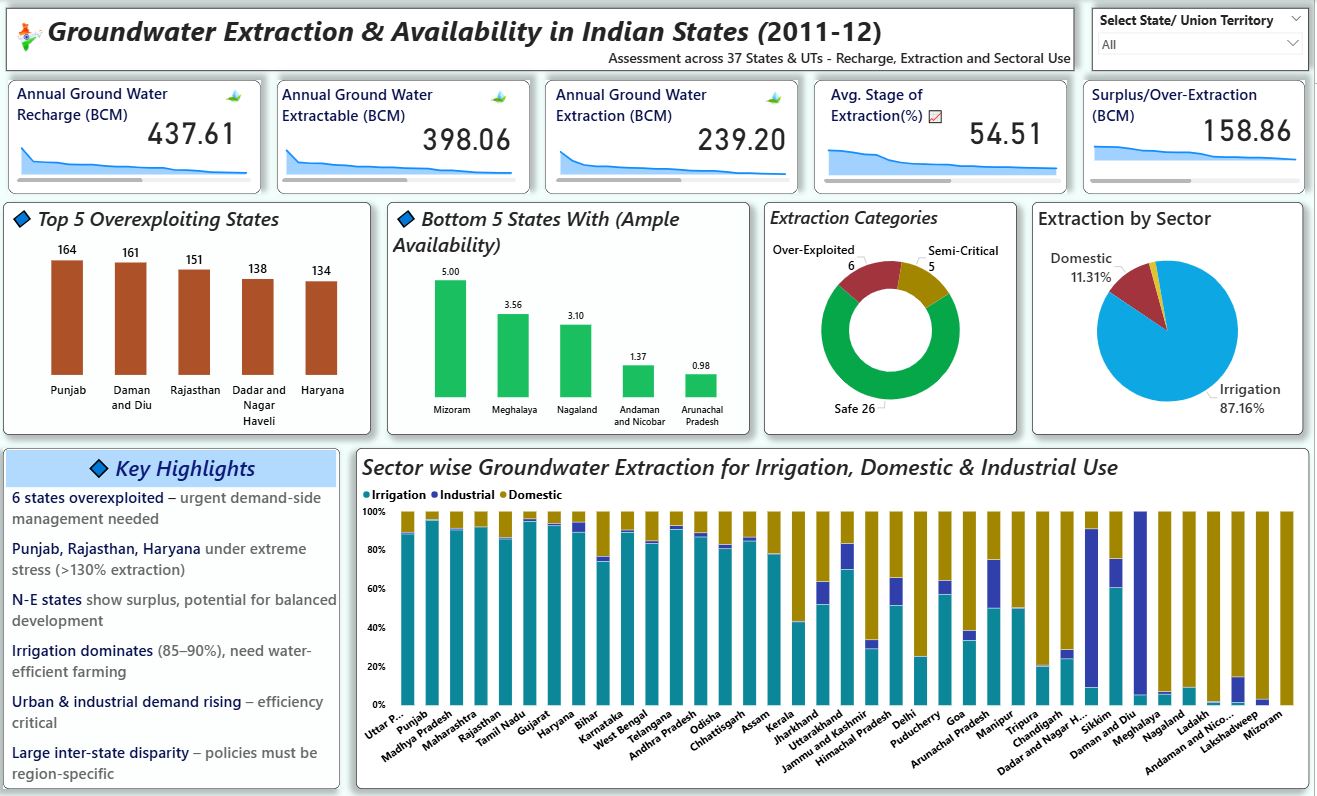 Groundwater Extraction & Availability in Indian States (2011-12)
Assessment across 37 States & UTs - Recharge, Extraction and Sectoral Use
Select State/ Union Territory
All
Annual Ground Water
Recharge (BCM)
437.61
Annual Ground Water
Extractable (BCM)
398.06
Annual Ground Water
Extraction (BCM)
239.20
Avg. Stage of
Extraction(%)
54.51
Surplus/Over-Extraction
(BCM)
158.86
Top 5 Overexploiting States
164
161
151
138
134
Punjab
Daman
and Diu
Rajasthan
Dadar and
Nagar
Haveli
Haryana
Bottom 5 States With (Ample
Availability)
5.00
3.56
3.10
1.37
0.98
Mizoram
Meghalaya
Nagaland
Andaman
and Nicobar
Arunachal
Pradesh
Extraction Categories
Over-Exploited
6
Semi-Critical
5
Safe 26
Extraction by Sector
Domestic
11.31%
Irrigation
87.16%
Key Highlights
6 states overexploited – urgent demand-side
management needed
Punjab, Rajasthan, Haryana under extreme
stress (>130% extraction)
N-E states show surplus, potential for balanced
development
Irrigation dominates (85–90%), need water-
efficient farming
Urban & industrial demand rising – efficiency
critical
Large inter-state disparity – policies must be
region-specific
Sector wise Groundwater Extraction for Irrigation, Domestic & Industrial Use
Irrigation Industrial Domestic
100%
80%
60%
40%
20%
0%
Uttar P...
Punjab
Madhya Pradesh
Maharashtra
Rajasthan
Tamil Nadu
Gujarat
Haryana
Bihar
Karnataka
West Bengal
Telangana
Andhra Pradesh
Odisha
Chhattisgarh
Assam
Kerala
Jharkhand
Uttarakhand
Jammu and Kashmir
Himachal Pradesh
Delhi
Puducherry
Goa
Arunachal Pradesh
Manipur
Tripura
Chandigarh
Dadar and Nagar H...
Sikkim
Daman and Diu
Meghalaya
Nagaland
Ladakh
Andaman and Nico...
Lakshadweep
Mizoram